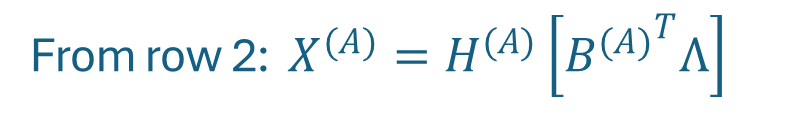 From row 2: X^(A) = H^(A) [B^(A)^T Λ]